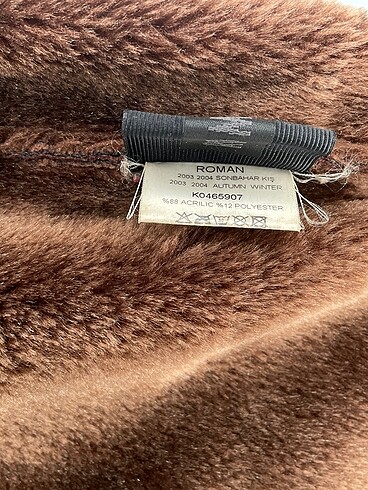 ROMAN
2003 2004 SONBAHAR KIŞ
2003 2004 AUTUMN WINTER
K0465907
%88 ACRILIC %12 POLYESTER